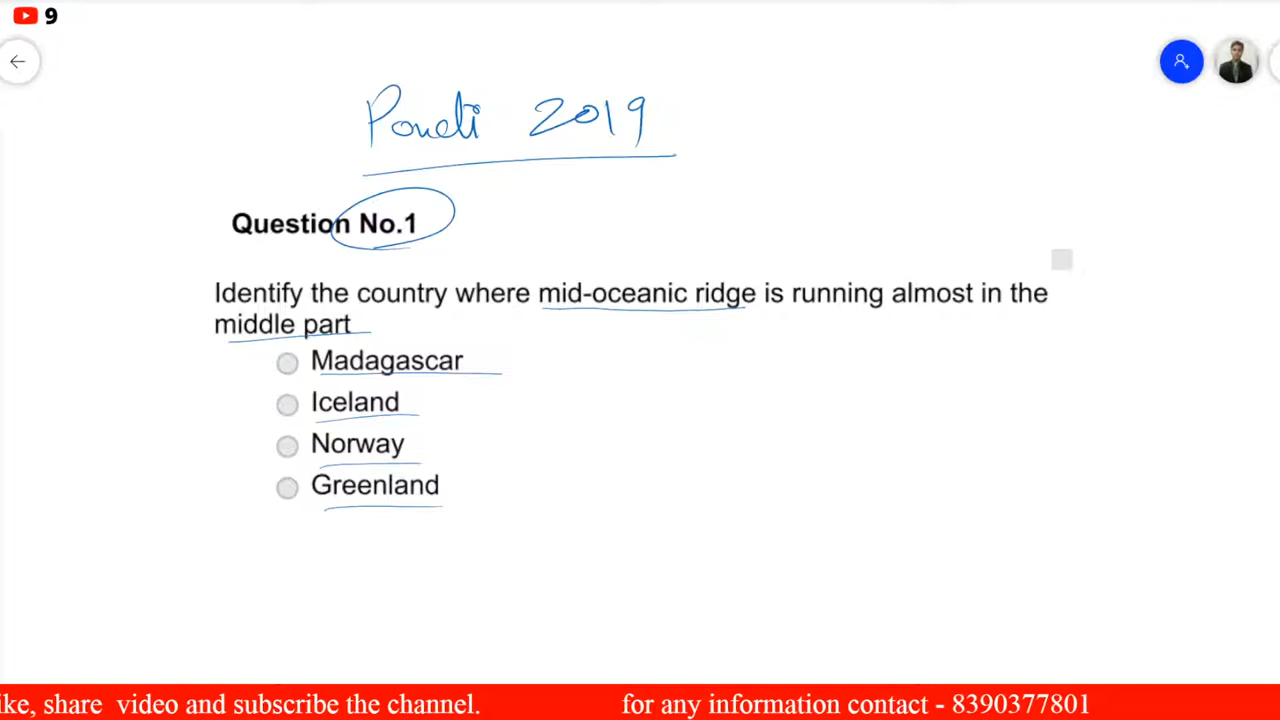 9
Pondi 2019
Question No.1
Identify the country where mid-oceanic ridge is running almost in the
middle part
Madagascar
Iceland
Norway
Greenland
ike, share video and subscribe the channel. for any information contact - 8390377801